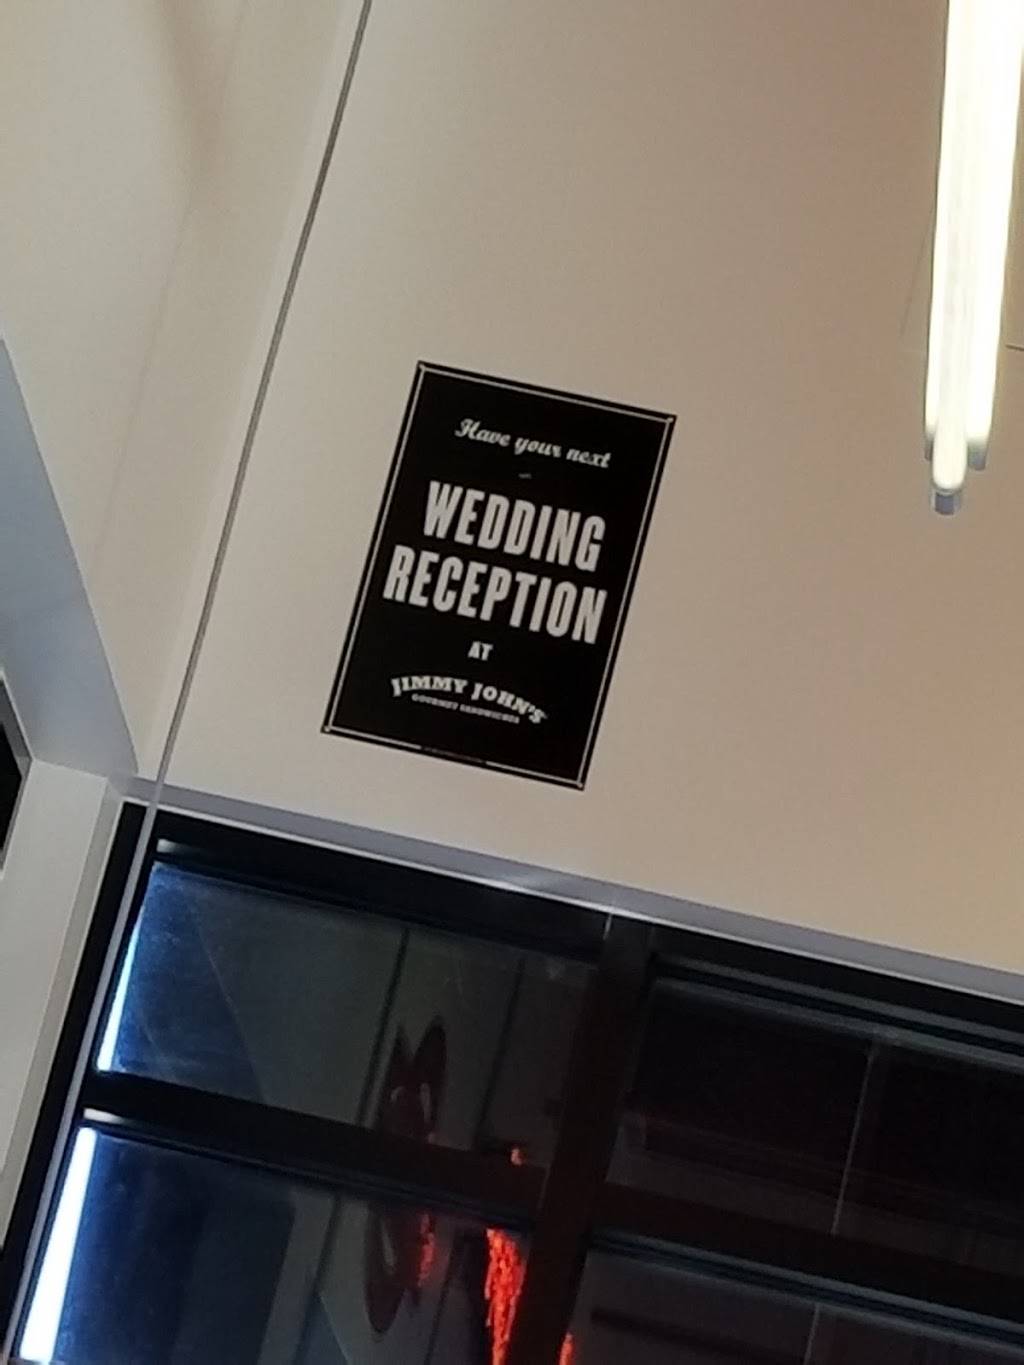 Have your next
WEDDING
RECEPTION
AT
JIMMY JOHN'S
GOURMET SANDWICHES